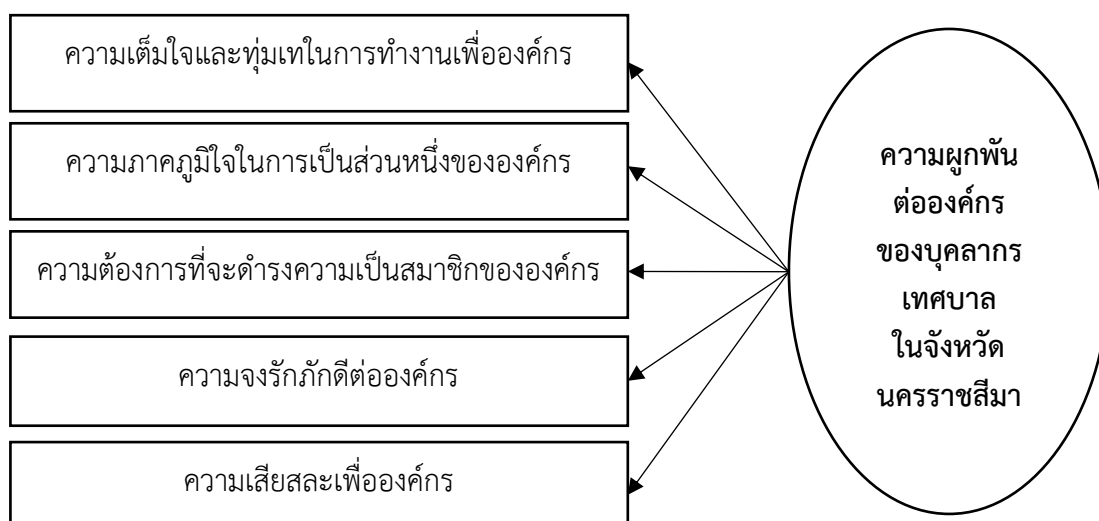 ความเต็มใจและทุ่มเทในการทำงานเพื่อองค์กร
ความภาคภูมิใจในการเป็นส่วนหนึ่งขององค์กร
ความต้องการที่จะดำรงความเป็นสมาชิกขององค์กร
ความจงรักภักดีต่อองค์กร
ความเสียสละเพื่อองค์กร
ความผูกพัน
ต่อองค์กร
ของบุคลากร
เทศบาล
ในจังหวัด
นครราชสีมา